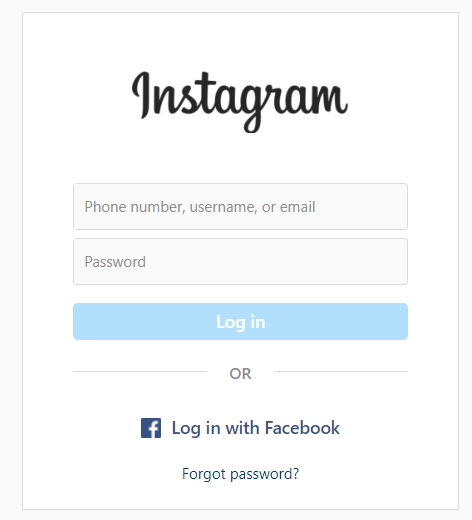 Instagram
Phone number, username, or email
Password
Log in
OR
Log in with Facebook
Forgot password?